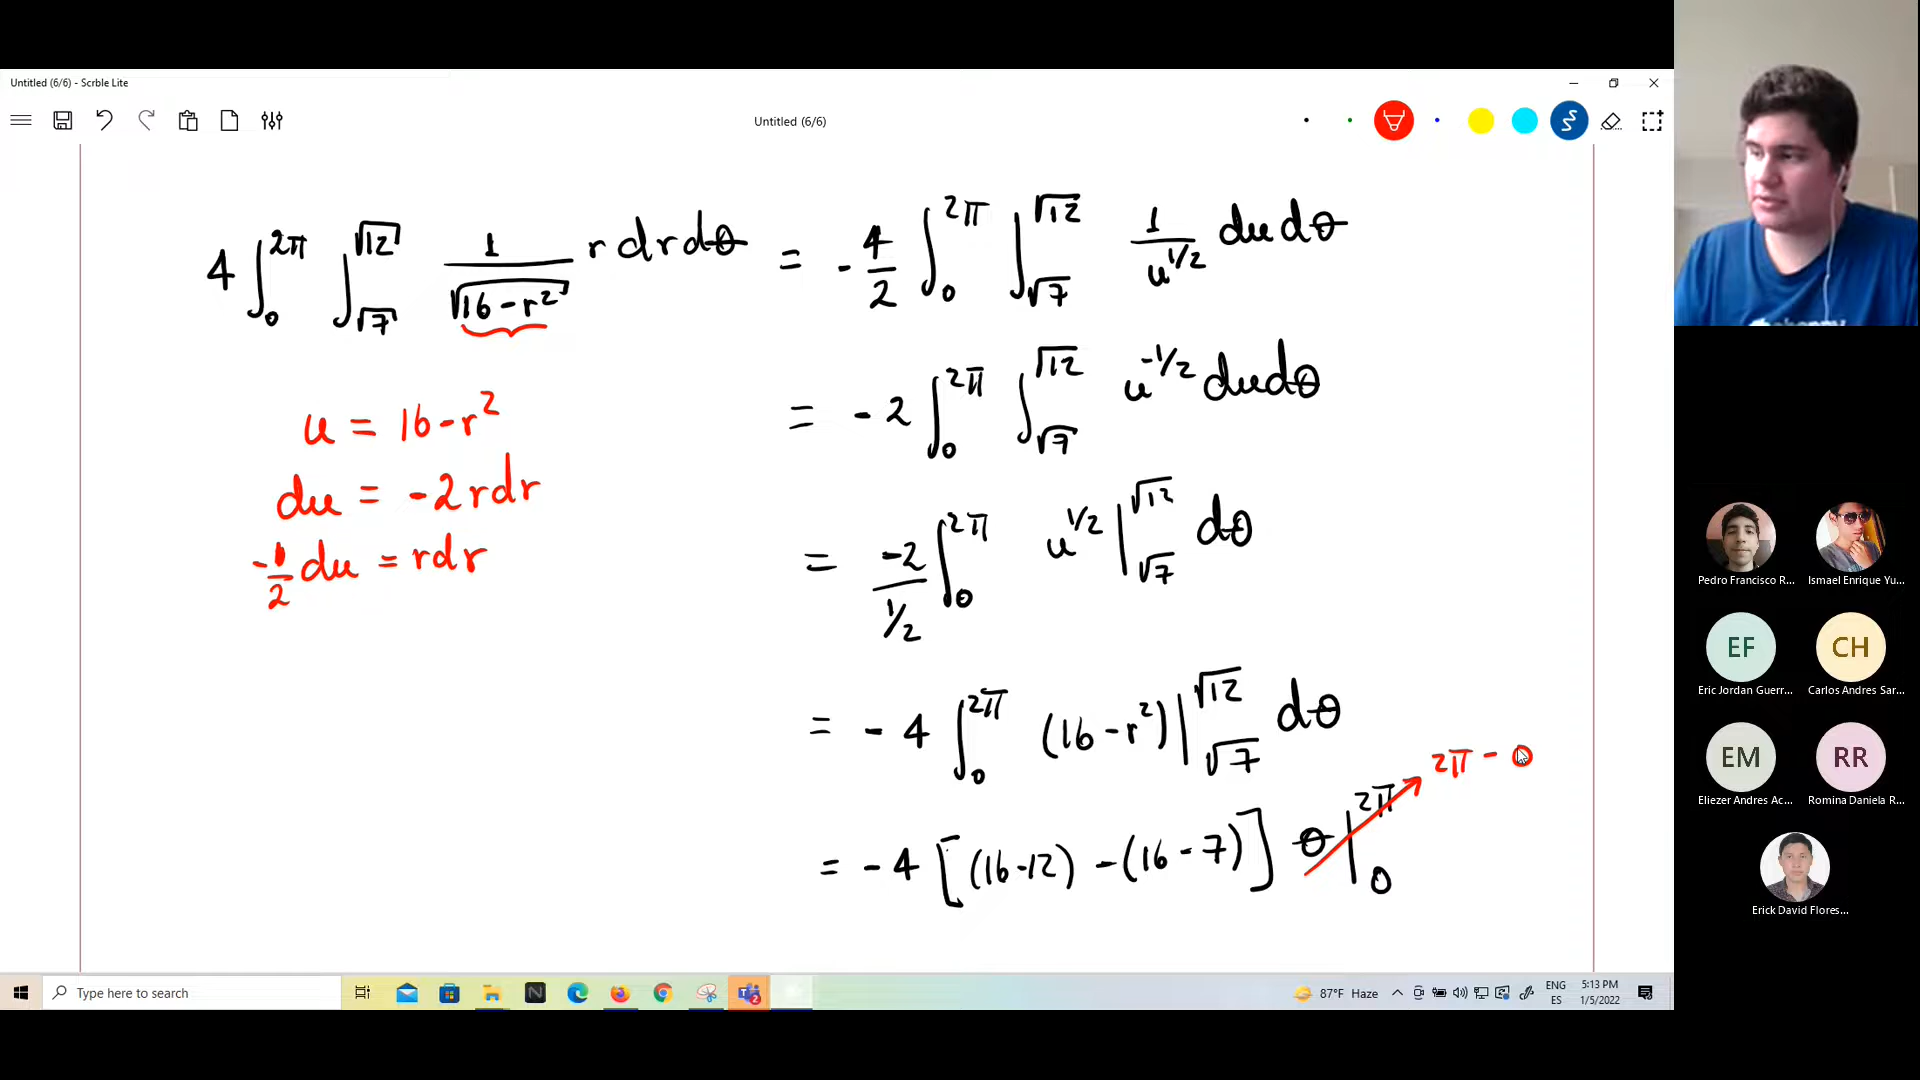 Untitled (6/6) - Scrble Lite
Untitled (6/6)
4 ∫₀^{2π} ∫_{√7}^{√12} 1/√(16-r²) r dr dθ = -4/2 ∫₀^{2π} ∫_{√7}^{√12} 1/u^{1/2} du dθ
= -2 ∫₀^{2π} ∫_{√7}^{√12} u^{-1/2} du dθ
u = 16-r²
du = -2rdr
-1/2 du = rdr
= -2/(1/2) ∫₀^{2π} u^{1/2} |_{√7}^{√12} dθ
= -4 ∫₀^{2π} (16-r²) |_{√7}^{√12} dθ
2π - 0
= -4 [(16-12) -(16-7)] θ |₀^{2π}
Pedro Francisco R...
Ismael Enrique Yu...
EF
CH
Eric Jordan Guerr...
Carlos Andres Sar...
EM
RR
Eliezer Andres Ac...
Romina Daniela R...
Erick David Flores...
Type here to search
N
2
87°F Haze
ENG
ES
5:13 PM
1/5/2022